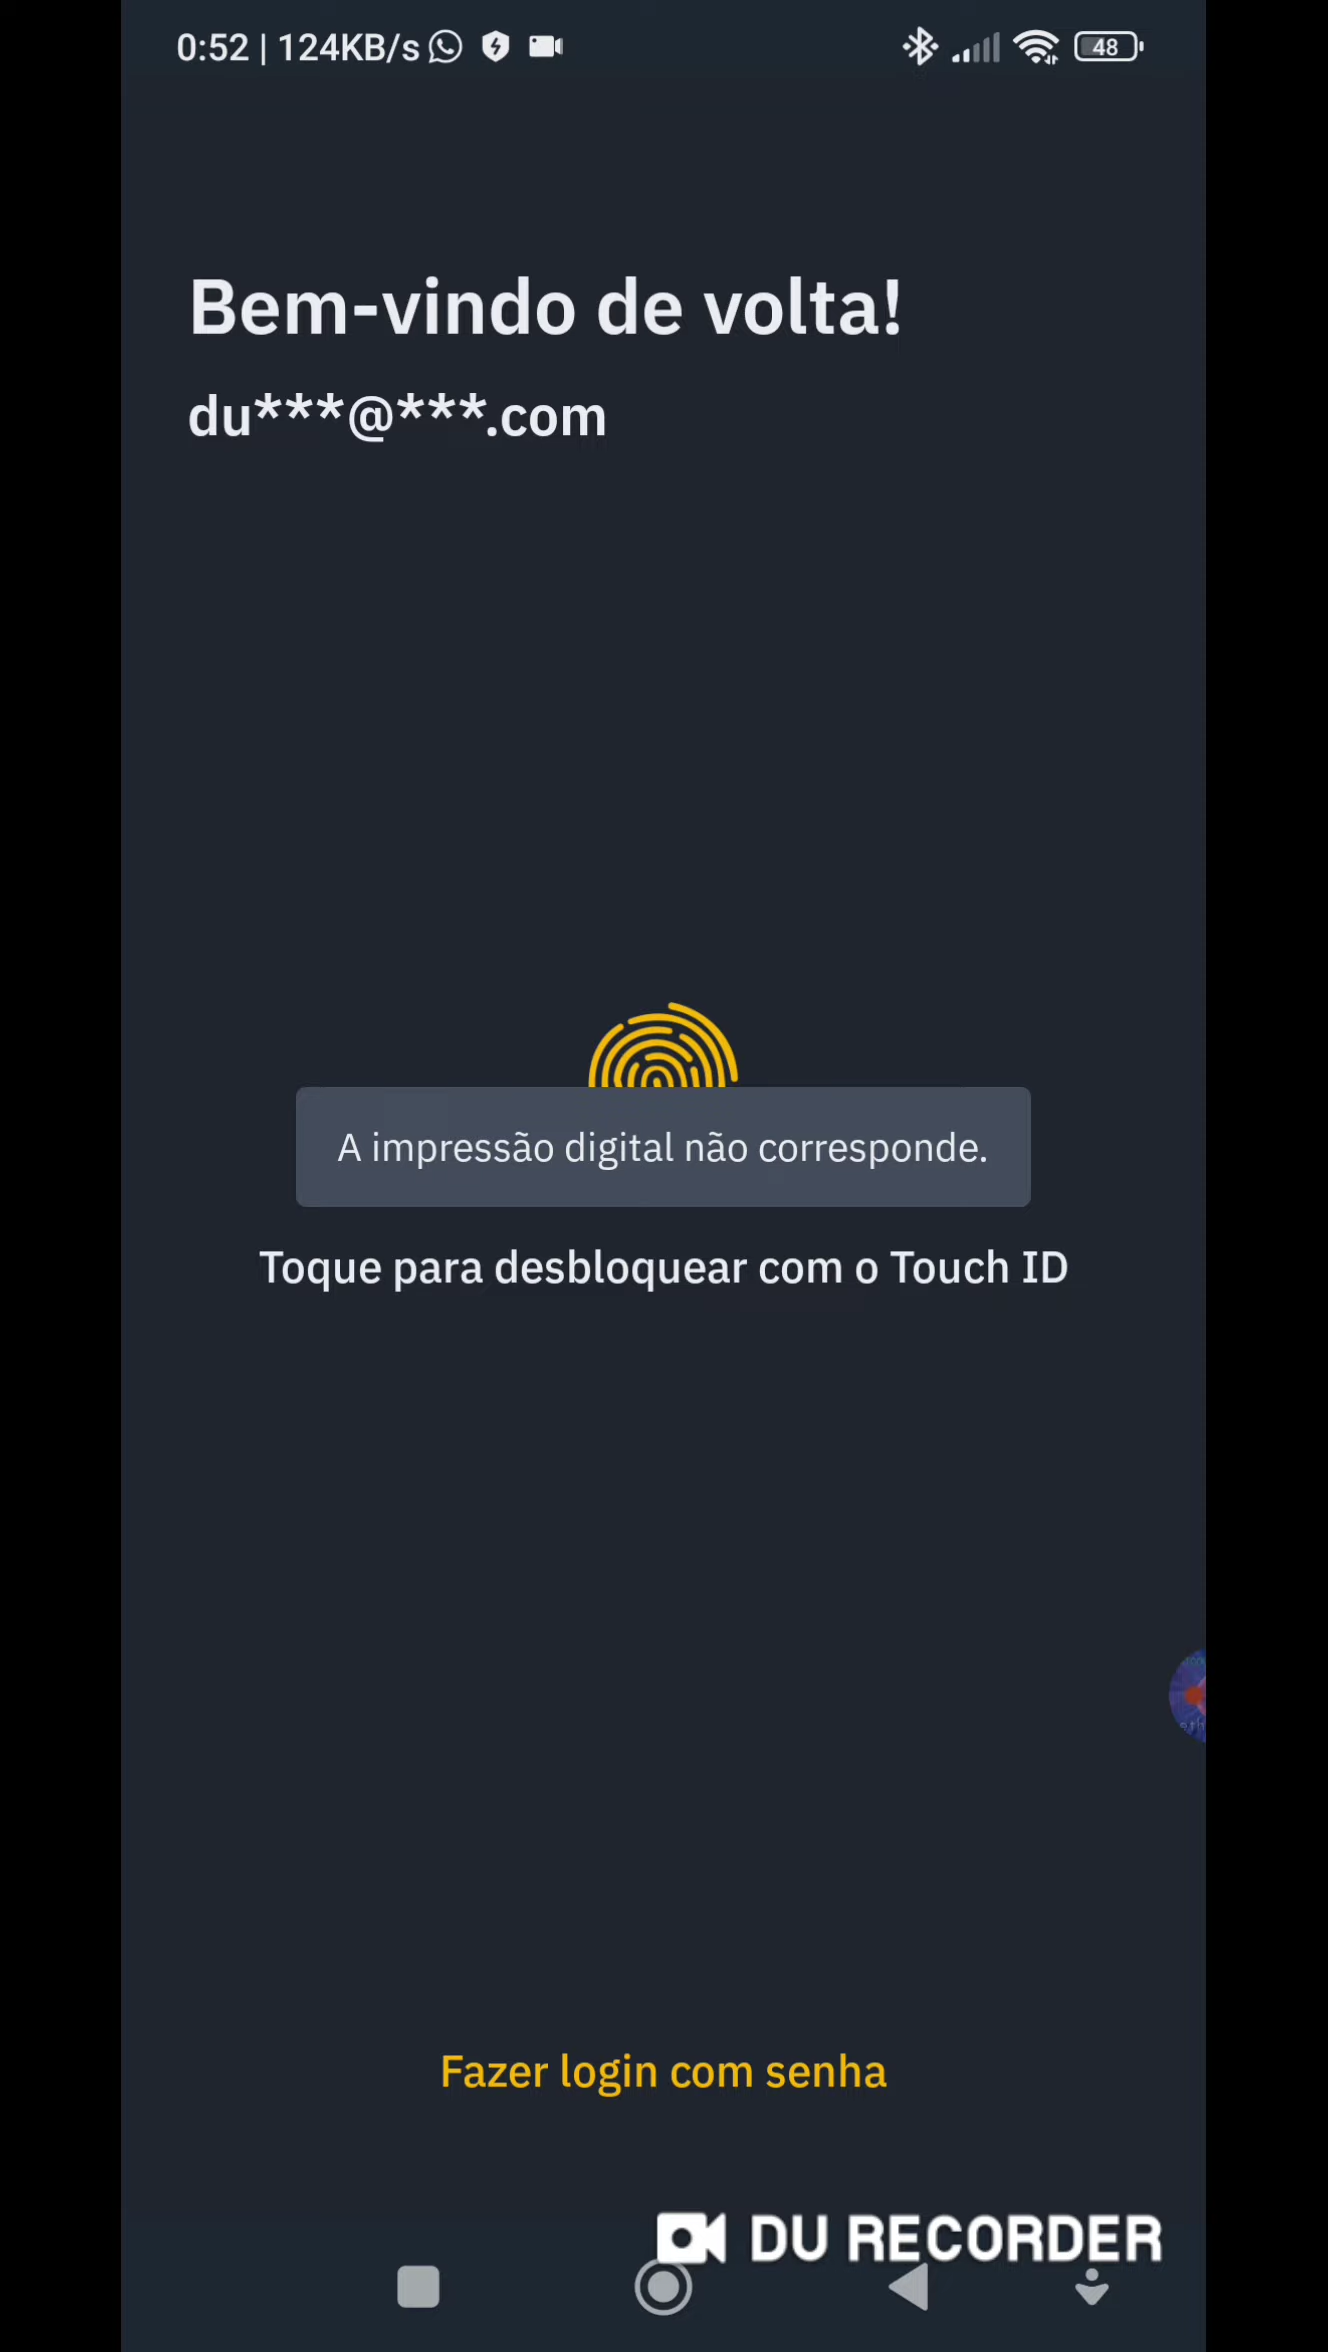 0:52 | 124KB/s
48
Bem-vindo de volta!
du***@***.com
A impressão digital não corresponde.
Toque para desbloquear com o Touch ID
eth
Fazer login com senha
DU RECORDER